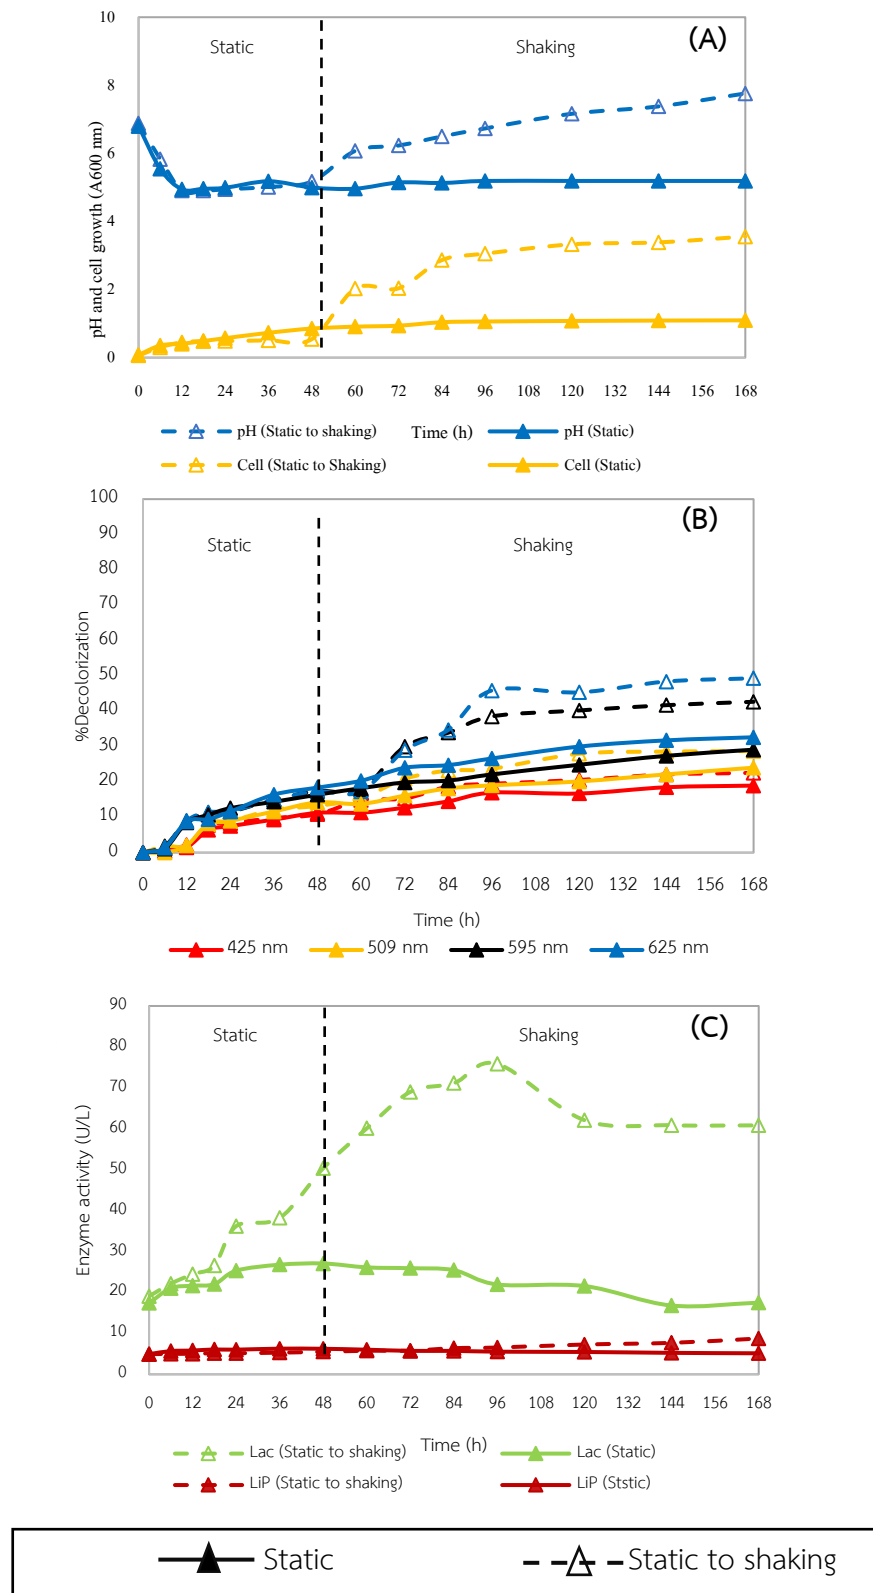 (A)
Static Shaking
pH and cell growth (A600 nm)
10
8
6
4
2
0
0 12 24 36 48 60 72 84 96 108 120 132 144 156 168
pH (Static to shaking) Time (h) pH (Static)
Cell (Static to Shaking) Cell (Static)
(B)
Static Shaking
%Decolorization
100
90
80
70
60
50
40
30
20
10
0
0 12 24 36 48 60 72 84 96 108 120 132 144 156 168
Time (h)
425 nm 509 nm 595 nm 625 nm
(C)
Static Shaking
Enzyme activity (U/L)
90
80
70
60
50
40
30
20
10
0
0 12 24 36 48 60 72 84 96 108 120 132 144 156 168
Time (h)
Lac (Static to shaking) Lac (Static)
LiP (Static to shaking) LiP (Ststic)
Static Static to shaking